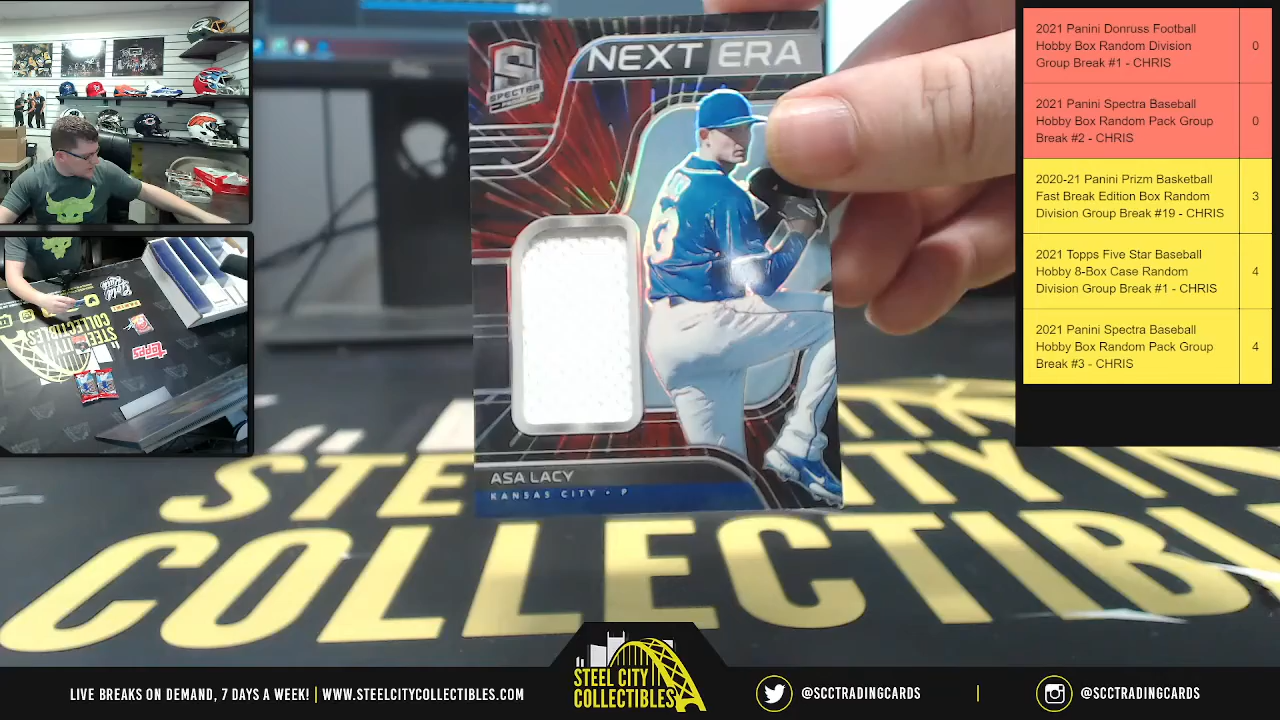 NEXT ERA
SPECTRA
ASA LACY
KANSAS CITY • P
STEEL CITY
COLLECTIBLES
topps
2021 Panini Donruss Football
Hobby Box Random Division
Group Break #1 - CHRIS
0
2021 Panini Spectra Baseball
Hobby Box Random Pack Group
Break #2 - CHRIS
0
2020-21 Panini Prizm Basketball
Fast Break Edition Box Random
Division Group Break #19 - CHRIS
3
2021 Topps Five Star Baseball
Hobby 8-Box Case Random
Division Group Break #1 - CHRIS
4
2021 Panini Spectra Baseball
Hobby Box Random Pack Group
Break #3 - CHRIS
4
LIVE BREAKS ON DEMAND, 7 DAYS A WEEK! | WWW.STEELCITYCOLLECTIBLES.COM
STEEL CITY
COLLECTIBLES
@SCCTRADINGCARDS
@SCCTRADINGCARDS